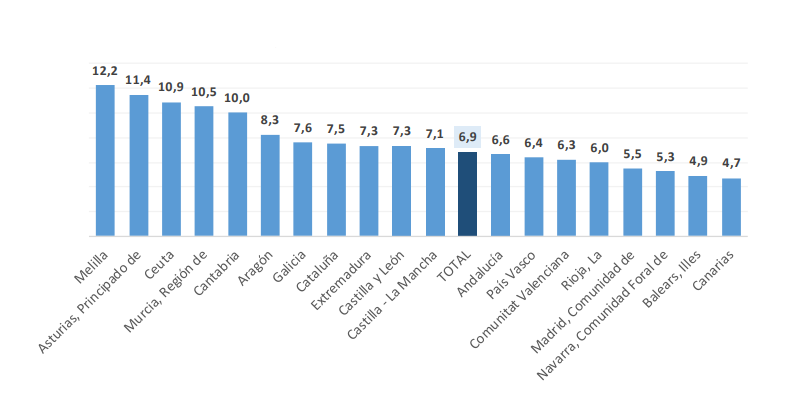 12,2
11,4
10,9
10,5
10,0
8,3
7,6
7,5
7,3
7,3
7,1
6,9
6,6
6,4
6,3
6,0
5,5
5,3
4,9
4,7
Melilla
Asturias, Principado de
Ceuta
Murcia, Región de
Cantabria
Aragón
Galicia
Cataluña
Extremadura
Castilla y León
Castilla - La Mancha
TOTAL
Andalucía
País Vasco
Comunitat Valenciana
Rioja, La
Madrid, Comunidad de
Navarra, Comunidad Foral de
Balears, Illes
Canarias